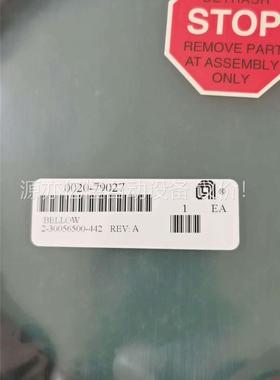 STOP
REMOVE PART
AT ASSEMBLY
ONLY
0020-79027
®
1 EA
BELLOW
2-30056500-442 REV: A